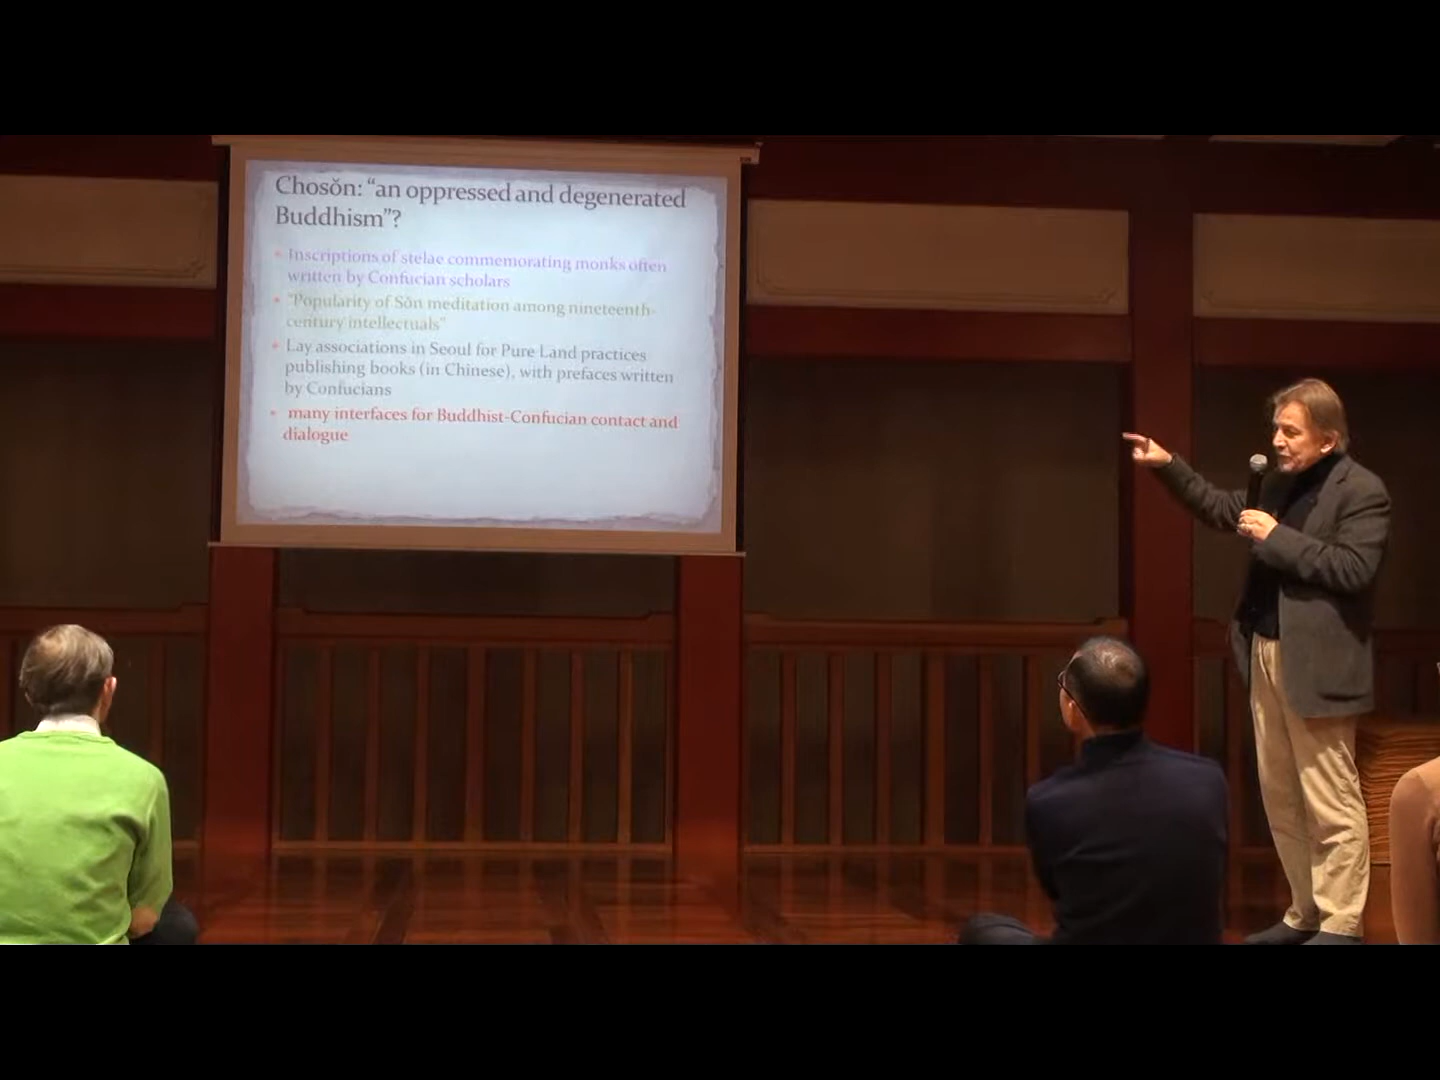 Chosŏn: “an oppressed and degenerated
Buddhism”?
• Inscriptions of stelae commemorating monks often
written by Confucian scholars
• “Popularity of Sŏn meditation among nineteenth-
century intellectuals”
• Lay associations in Seoul for Pure Land practices
publishing books (in Chinese), with prefaces written
by Confucians
• many interfaces for Buddhist-Confucian contact and
dialogue